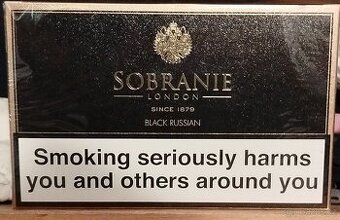 SOBRANIE
LONDON
SINCE 1879
BLACK RUSSIAN
Smoking seriously harms
you and others around you